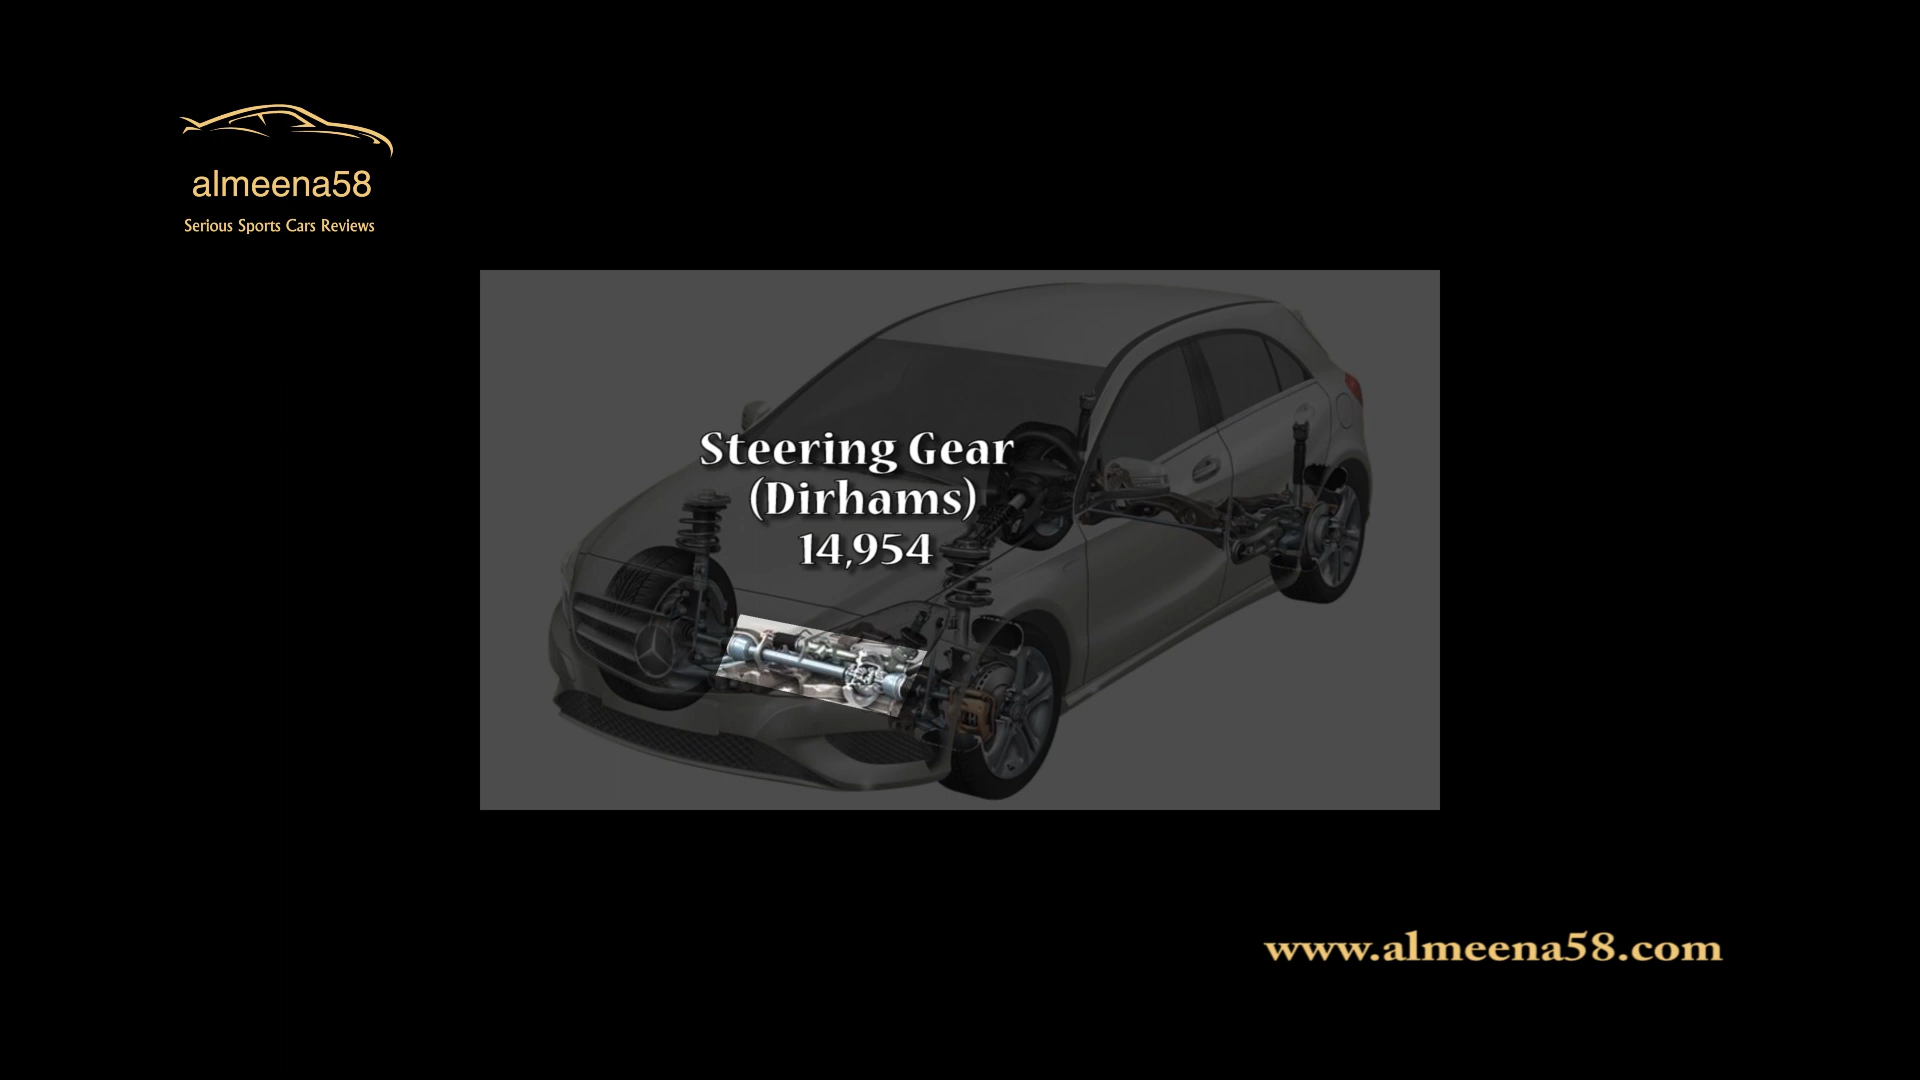 almeena58
Serious Sports Cars Reviews
Steering Gear
(Dirhams)
14,954
www.almeena58.com